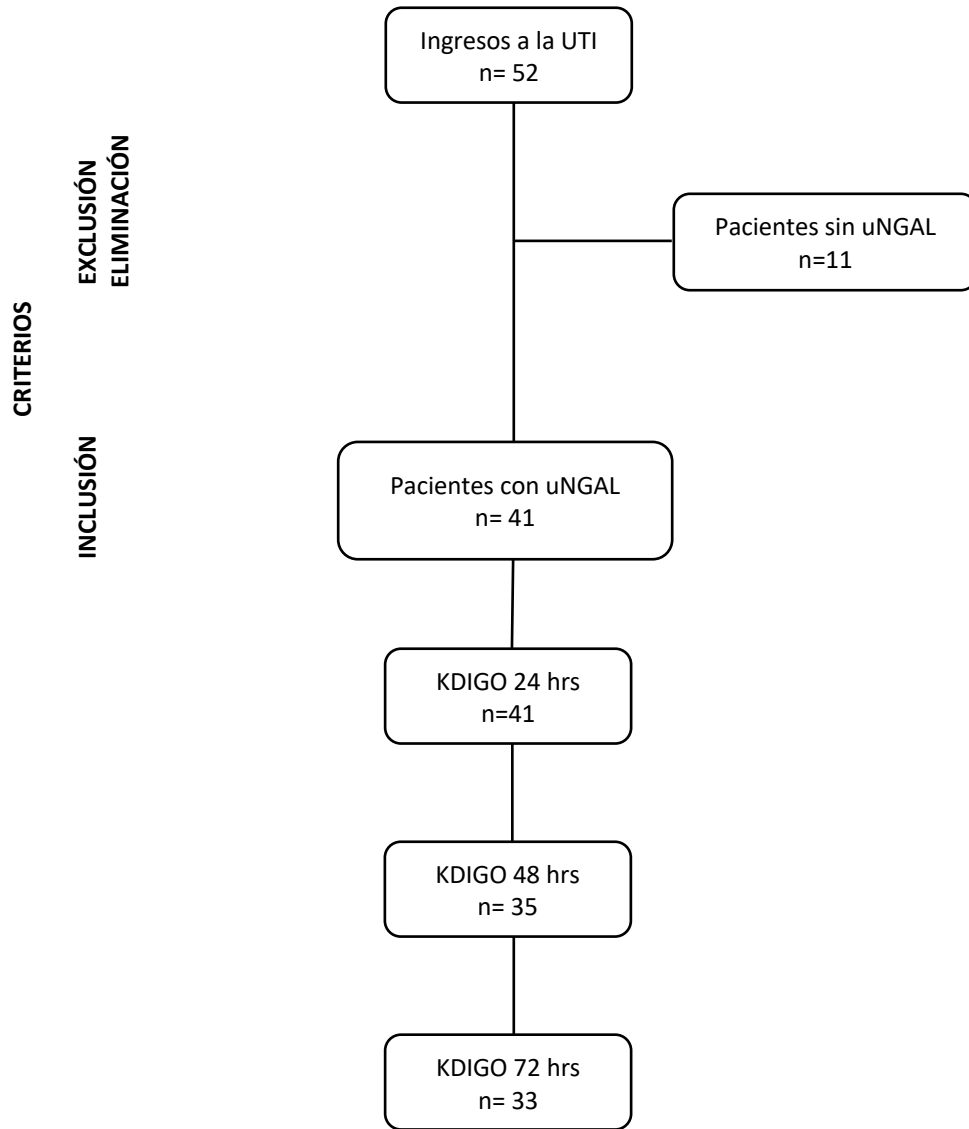 Ingresos a la UTI
n= 52
CRITERIOS
EXCLUSIÓN
ELIMINACIÓN
Pacientes sin uNGAL
n=11
INCLUSIÓN
Pacientes con uNGAL
n= 41
KDIGO 24 hrs
n=41
KDIGO 48 hrs
n= 35
KDIGO 72 hrs
n= 33